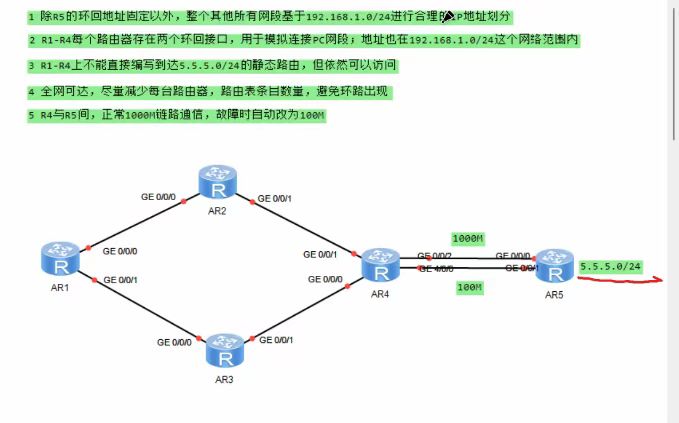 1 除R5的环回地址固定以外，整个其他所有网段基于192.168.1.0/24进行合理的IP地址划分
2 R1-R4每个路由器存在两个环回接口，用于模拟连接PC网段；地址也在192.168.1.0/24这个网络范围内
3 R1-R4上不能直接编写到达5.5.5.0/24的静态路由，但依然可以访问
4 全网可达，尽量减少每台路由器，路由表条目数量，避免环路出现
5 R4与R5间，正常1000M链路通信，故障时自动改为100M
R
AR2
GE 0/0/0
GE 0/0/1
GE 0/0/0
R
AR1
GE 0/0/1
GE 0/0/1
GE 0/0/0
R
AR4
1000M
GE 0/0/2
GE 0/0/0
GE 4/0/0
GE 0/0/1
100M
R
AR5
5.5.5.0/24
GE 0/0/0
GE 0/0/1
R
AR3